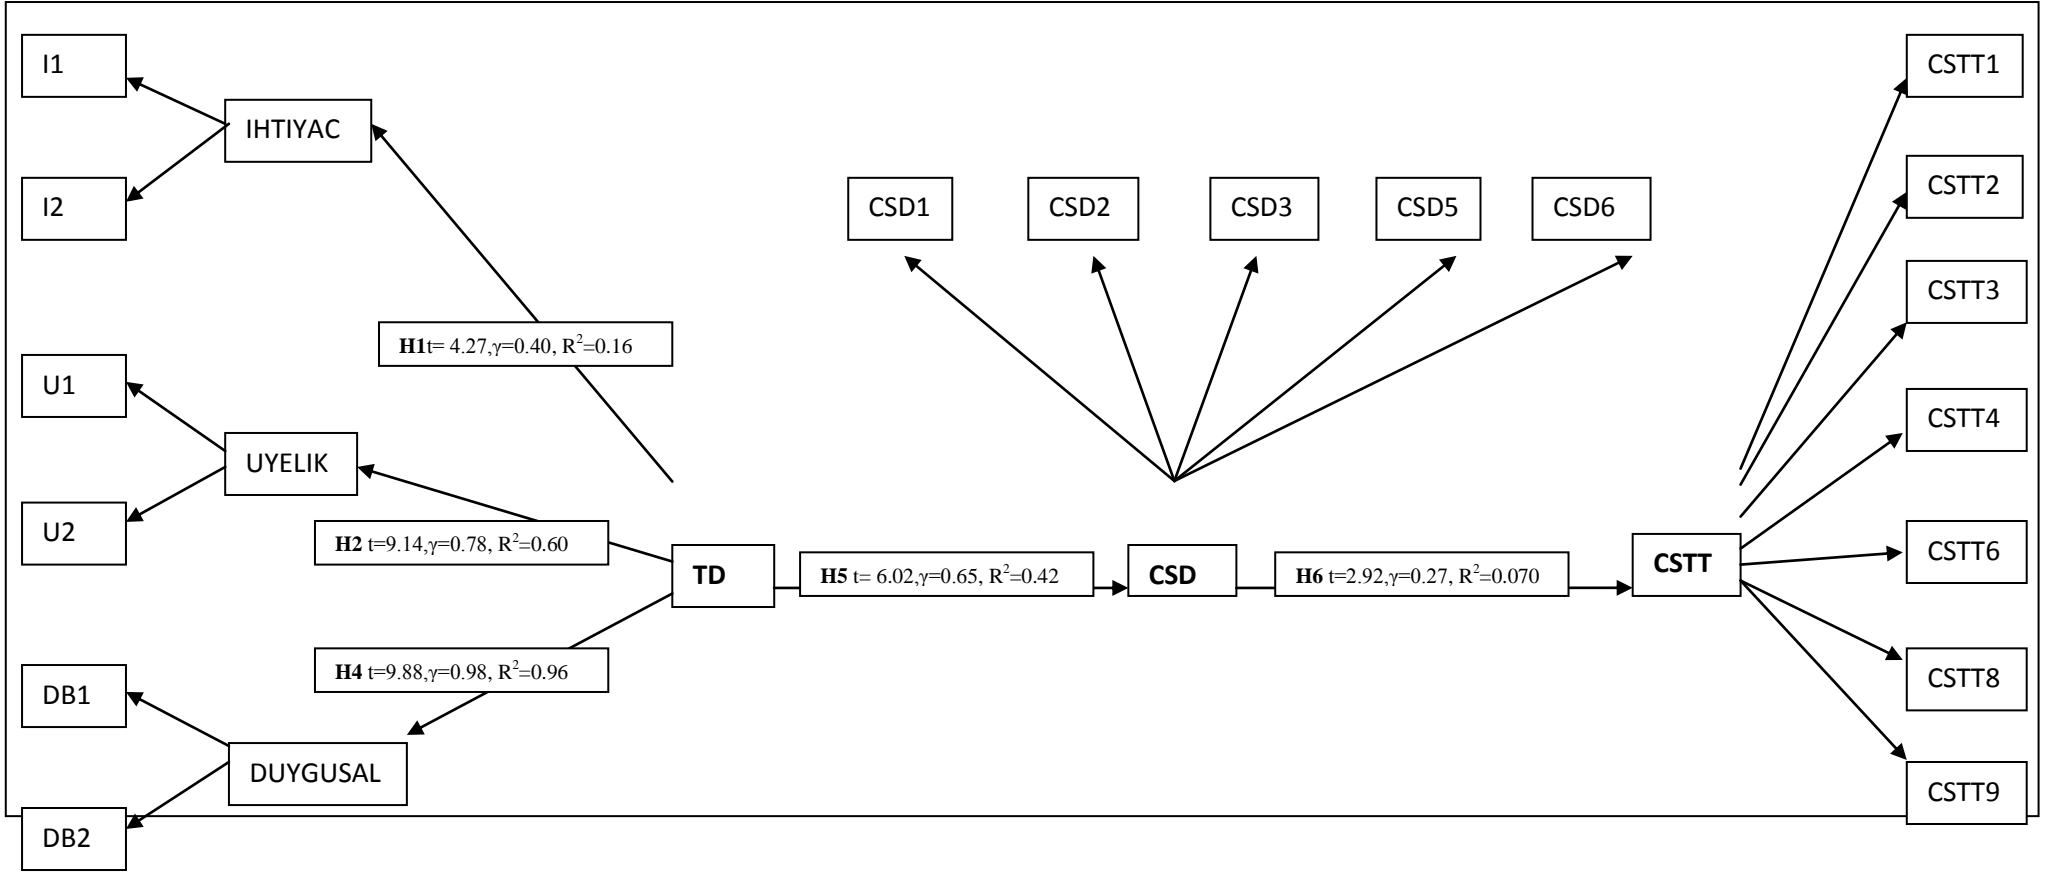 I1
CSTT1
IHTIYAC
CSTT2
I2
CSD1
CSD2
CSD3
CSD5
CSD6
CSTT3
H1t= 4.27,γ=0.40, R²=0.16
U1
CSTT4
UYELIK
U2
H2 t=9.14,γ=0.78, R²=0.60
CSTT6
TD
H5 t= 6.02,γ=0.65, R²=0.42
CSD
H6 t=2.92,γ=0.27, R²=0.070
CSTT
H4 t=9.88,γ=0.98, R²=0.96
CSTT8
DB1
DUYGUSAL
CSTT9
DB2